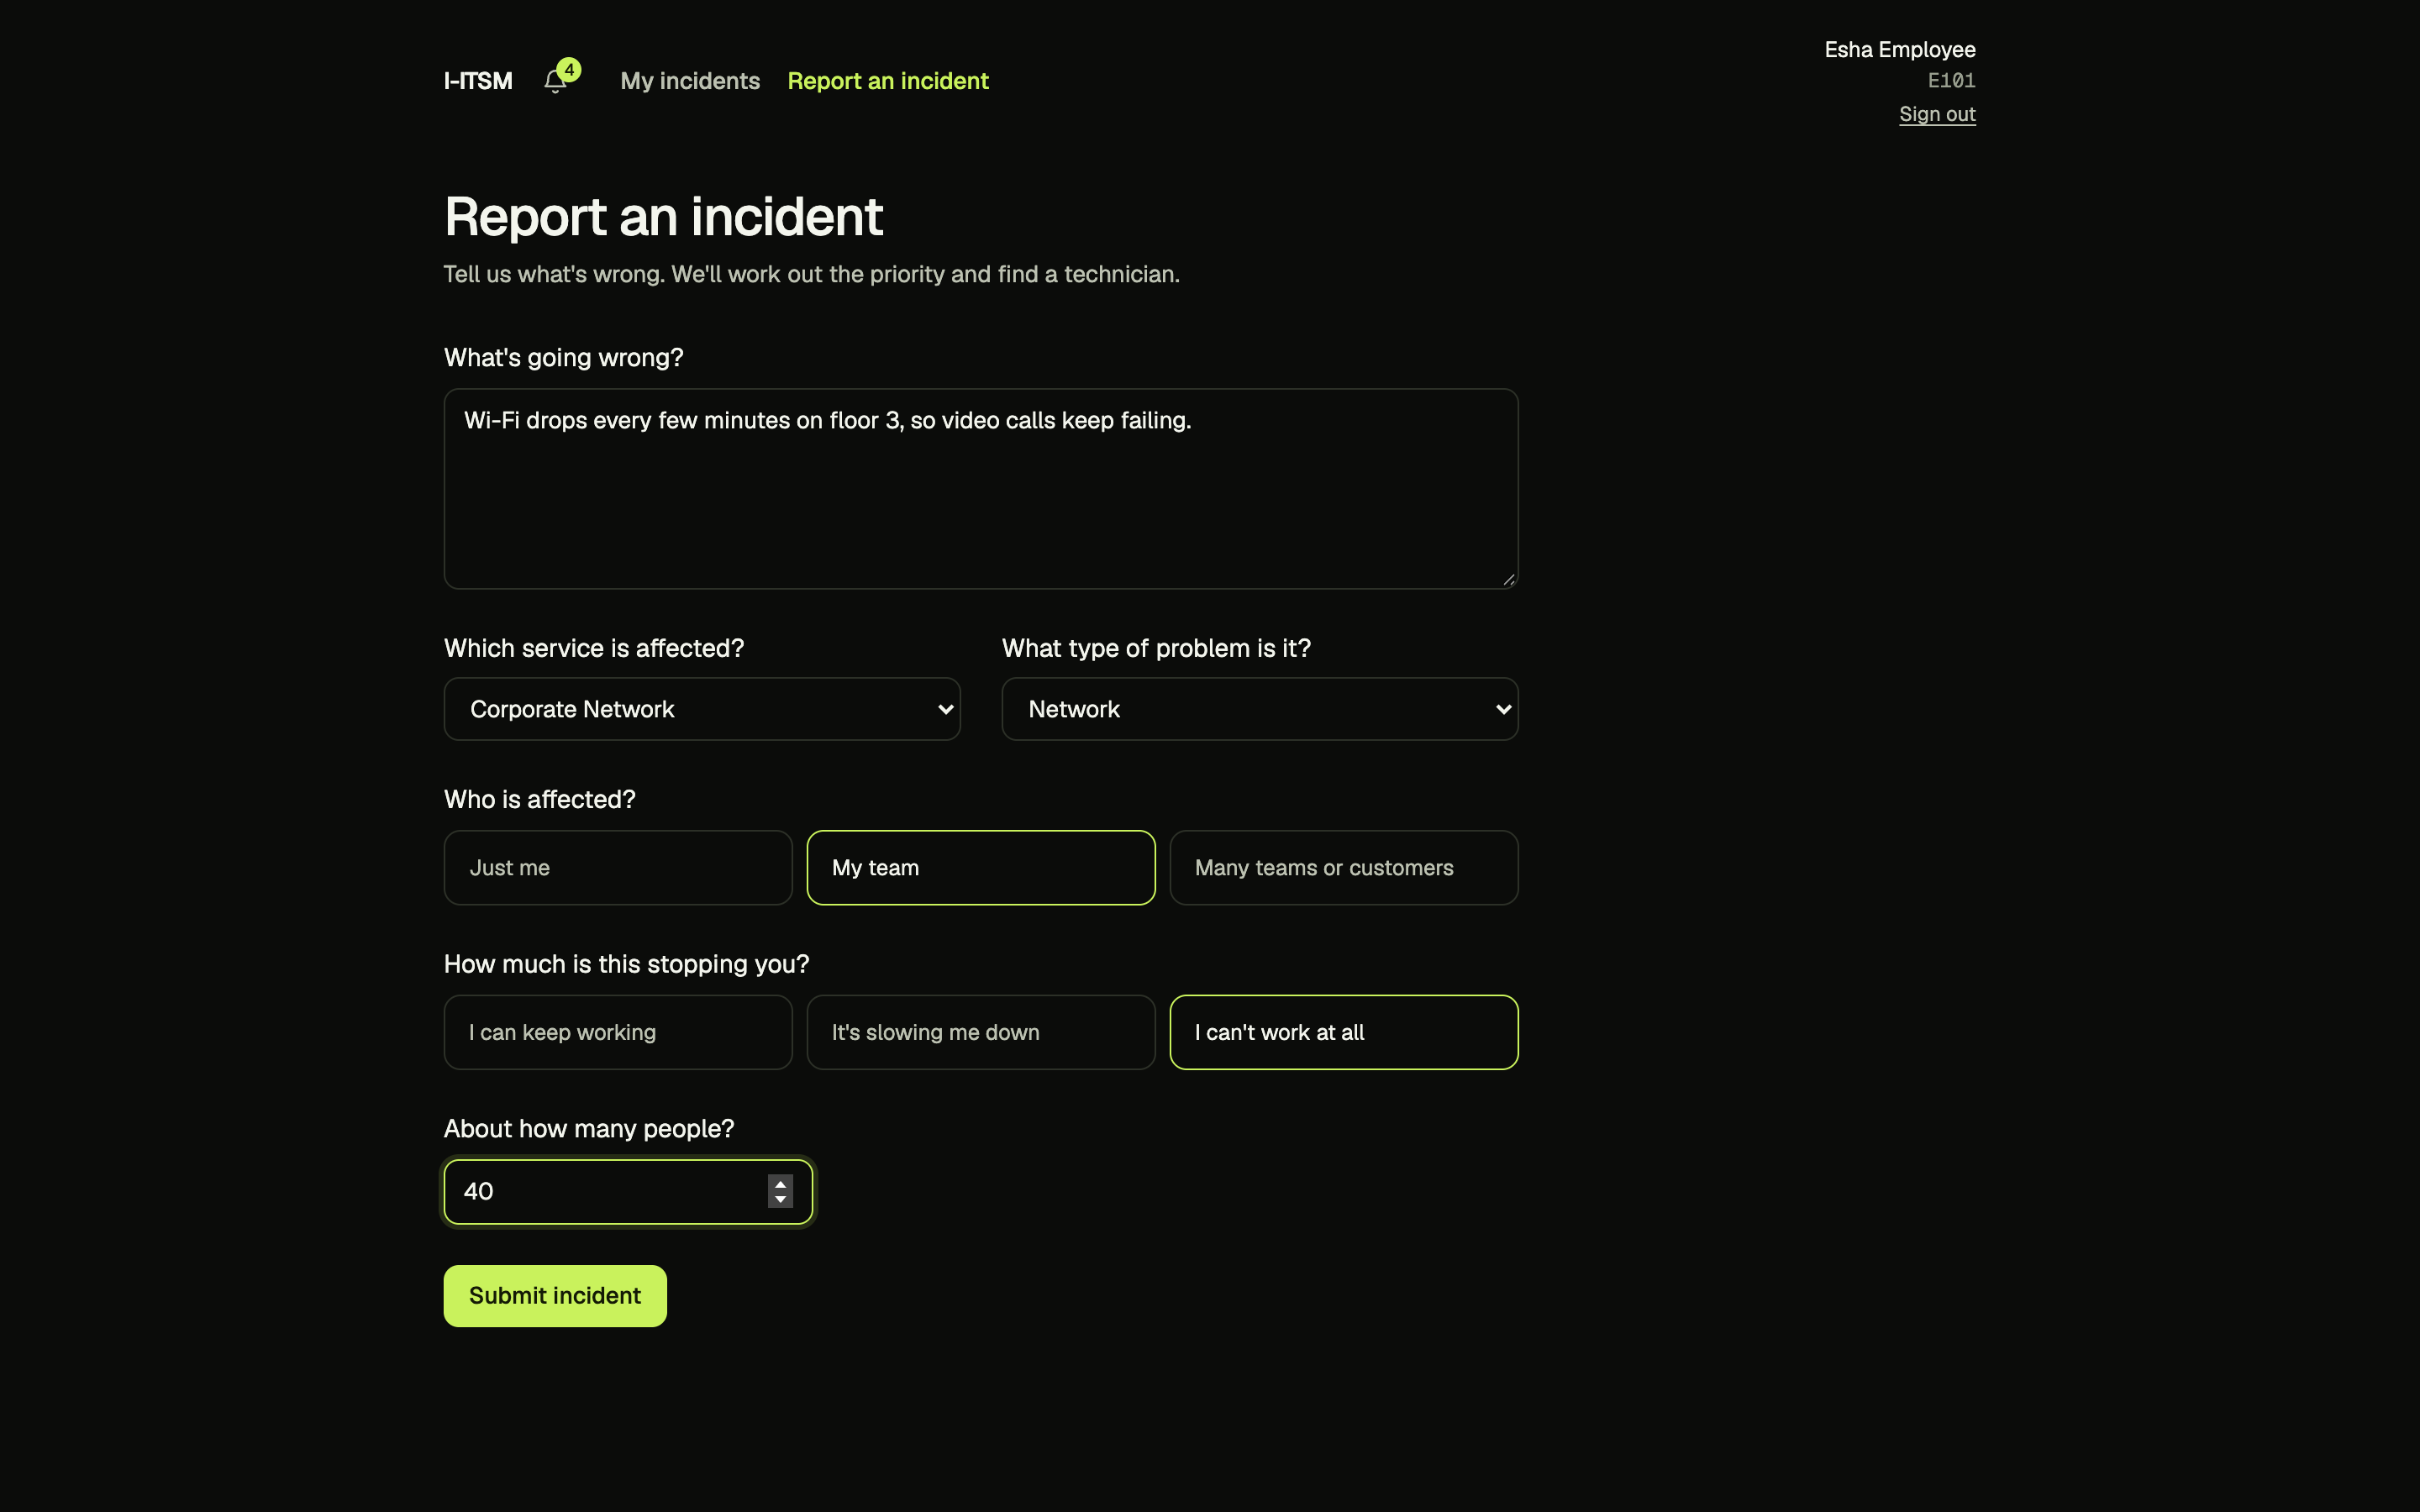 I-ITSM
4
My incidents
Report an incident
Esha Employee
E101
Sign out
Report an incident
Tell us what's wrong. We'll work out the priority and find a technician.
What's going wrong?
Wi-Fi drops every few minutes on floor 3, so video calls keep failing.
Which service is affected?
What type of problem is it?
Corporate Network
Network
Who is affected?
Just me
My team
Many teams or customers
How much is this stopping you?
I can keep working
It's slowing me down
I can't work at all
About how many people?
40
Submit incident